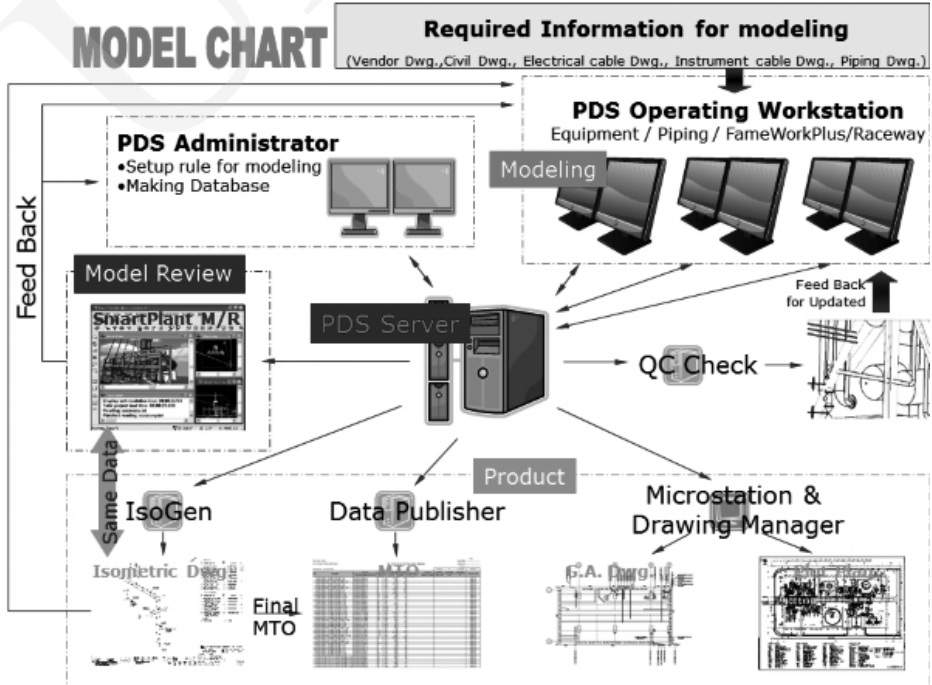 MODEL CHART
Required Information for modeling
(Vendor Dwg.,Civil Dwg., Electrical cable Dwg., Instrument cable Dwg., Piping Dwg.)
PDS Administrator
•Setup rule for modeling
•Making Database
PDS Operating Workstation
Equipment / Piping / FameWorkPlus/Raceway
Modeling
Feed Back
Model Review
SmartPlant M/R
PDS Server
Feed Back
for Updated
QC Check
Same Data
Product
IsoGen
Data Publisher
Microstation &
Drawing Manager
Isometric Dwg
Final
MTO
MTO
G.A. Dwg
Plot Plan